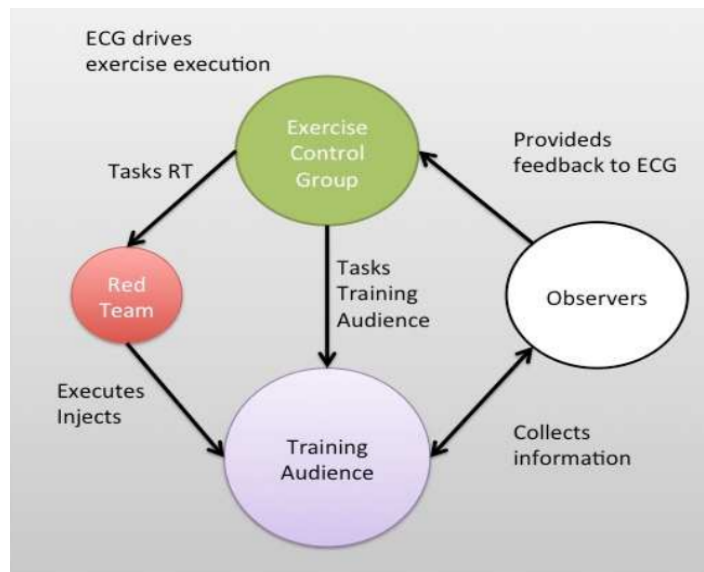 ECG drives
exercise execution
Exercise
Control
Group
Provideds
feedback to ECG
Tasks RT
Red
Team
Tasks
Training
Audience
Observers
Executes
Injects
Training
Audience
Collects
information